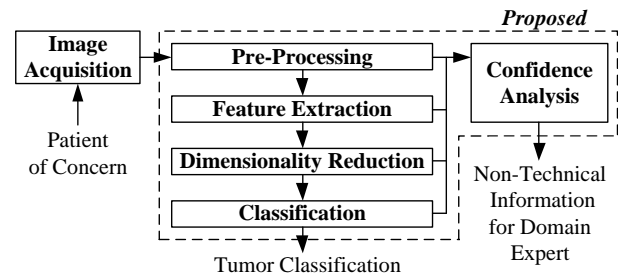 Proposed
Image
Acquisition
Pre-Processing
Confidence
Analysis
Feature Extraction
Patient
of Concern
Dimensionality Reduction
Non-Technical
Information
for Domain
Expert
Classification
Tumor Classification